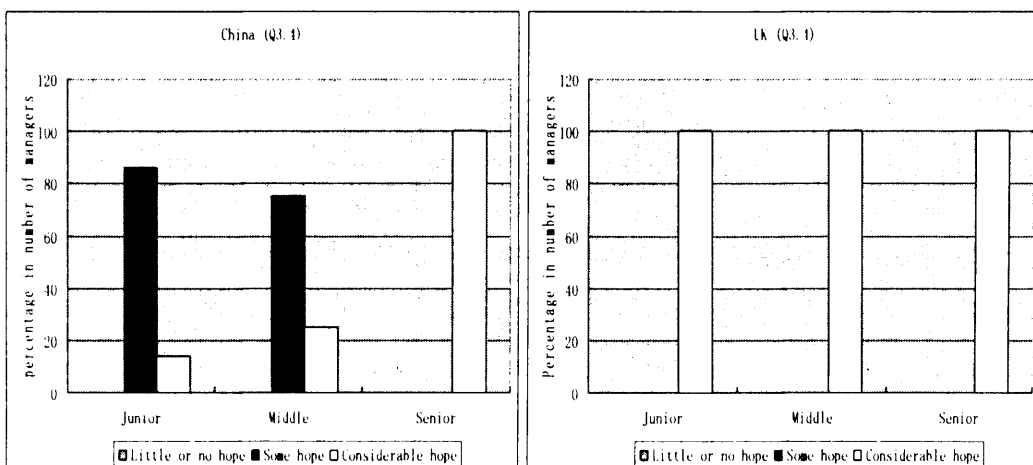 China (Q3.4)
percentage in number of managers
120
100
80
60
40
20
0
Junior Middle Senior
Little or no hope Some hope Considerable hope
UK (Q3.4)
Percentage in number of managers
120
100
80
60
40
20
0
Junior Middle Senior
Little or no hope Some hope Considerable hope